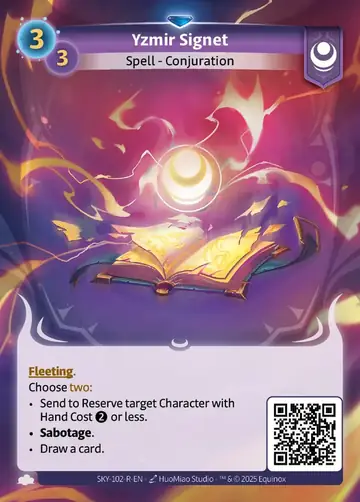 3
3
Yzmir Signet
Spell - Conjuration
Fleeting.
Choose two:
• Send to Reserve target Character with
Hand Cost 2 or less.
• Sabotage.
• Draw a card.
SKY-102-R-EN - HuoMiao Studio - ™ & © 2025 Equinox